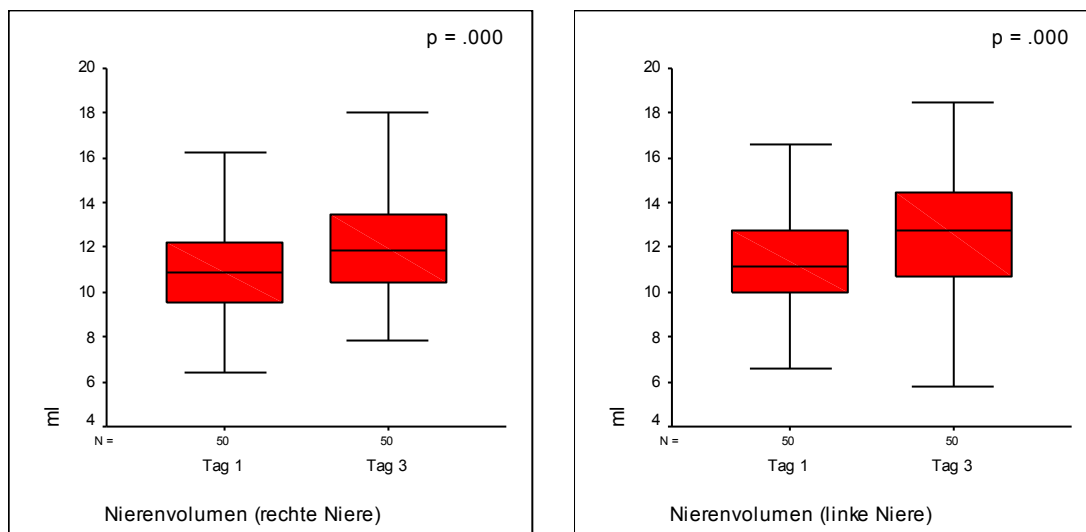 p = .000
20
18
16
14
12
10
8
6
4
ml
N =
50
50
Tag 1
Tag 3
Nierenvolumen (rechte Niere)
p = .000
20
18
16
14
12
10
8
6
4
ml
N =
50
50
Tag 1
Tag 3
Nierenvolumen (linke Niere)